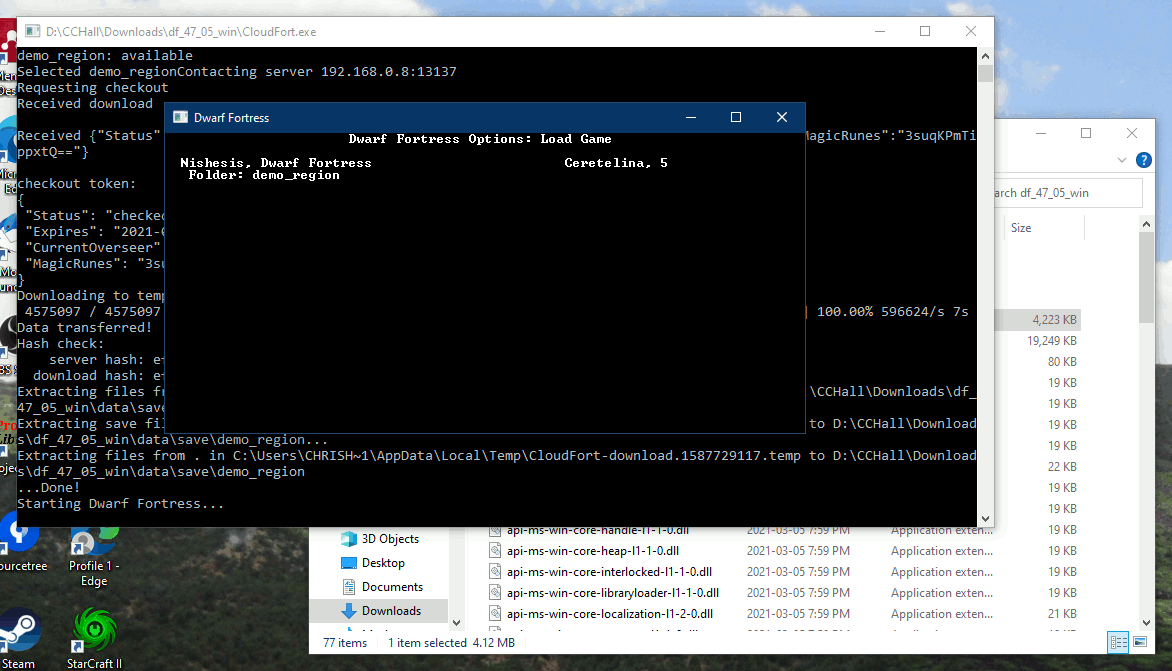 D:\CCHall\Downloads\df_47_05_win\CloudFort.exe
demo_region: available
Selected demo_regionContacting server 192.168.0.8:13137
Requesting checkout
Received download
Received {"Status"
MagicRunes":"3suqKPmTi
ppxtQ=="}
checkout token:
{
"Status": "checked
"Expires": "2021-0
"CurrentOverseer"
"MagicRunes": "3su
}
Downloading to temp
4575097 / 4575097
100.00% 596624/s 7s
Data transferred!
Hash check:
server hash: e
download hash: e
Extracting files fr
\CCHall\Downloads\df_
47_05_win\data\save
Extracting save fil
to D:\CCHall\Download
s\df_47_05_win\data\save\demo_region...
Extracting files from . in C:\Users\CHRISH~1\AppData\Local\Temp\CloudFort-download.1587729117.temp to D:\CCHall\Download
s\df_47_05_win\data\save\demo_region
...Done!
Starting Dwarf Fortress...
Dwarf Fortress
Dwarf Fortress Options: Load Game
Nishesis, Dwarf Fortress Ceretelina, 5
Folder: demo_region
arch df_47_05_win
Size
4,223 KB
19,249 KB
80 KB
19 KB
19 KB
19 KB
19 KB
22 KB
19 KB
19 KB
3D Objects
Desktop
Documents
Downloads
api-ms-win-core-handle-l1-1-0.dll 2021-03-05 7:59 PM Application exten... 19 KB
api-ms-win-core-heap-l1-1-0.dll 2021-03-05 7:59 PM Application exten... 19 KB
api-ms-win-core-interlocked-l1-1-0.dll 2021-03-05 7:59 PM Application exten... 19 KB
api-ms-win-core-libraryloader-l1-1-0.dll 2021-03-05 7:59 PM Application exten... 19 KB
api-ms-win-core-localization-l1-2-0.dll 2021-03-05 7:59 PM Application exten... 21 KB
77 items 1 item selected 4.12 MB
ourcetree
Profile 1 -
Edge
Steam
StarCraft II